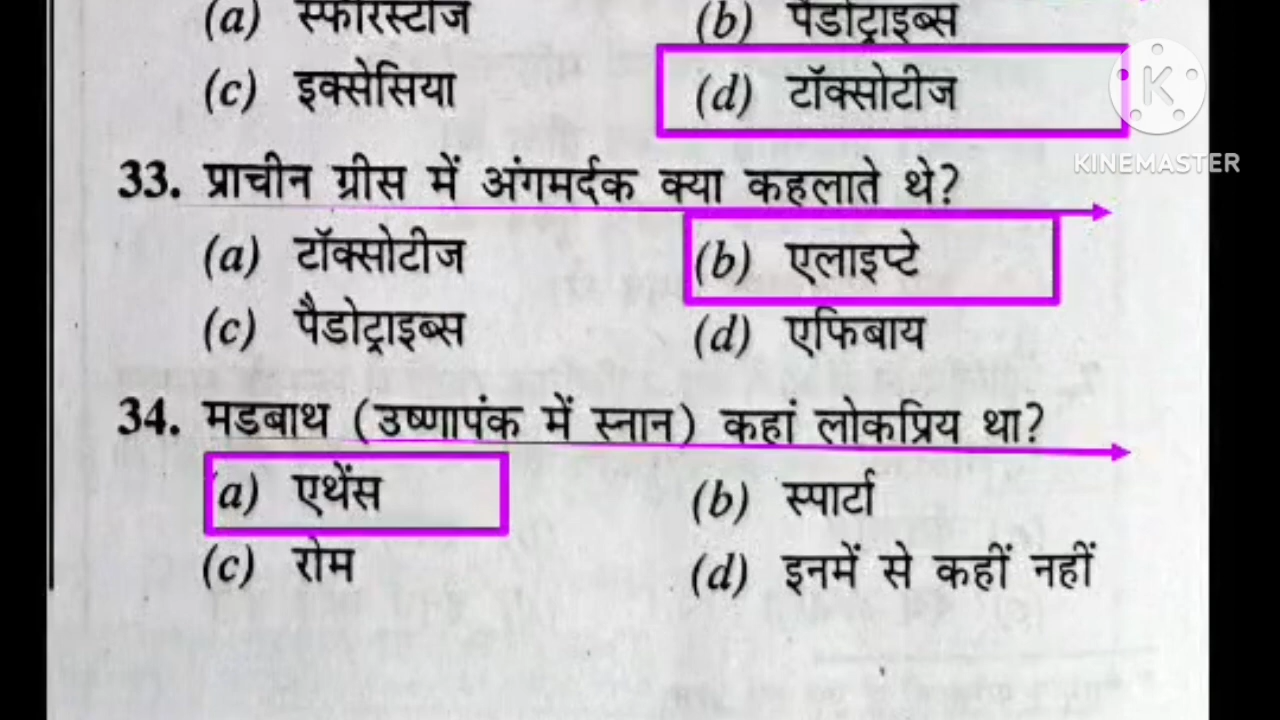 (a) स्फेरिस्टीज (b) पैडोट्राइब्स
(c) इक्सेसिया (d) टॉक्सोटीज
K
KINEMASTER
33. प्राचीन ग्रीस में अंगमर्दक क्या कहलाते थे?
(a) टॉक्सोटीज (b) एलाइप्टे
(c) पैडोट्राइब्स (d) एफिबाय
34. मडबाथ (उष्णापंक में स्नान) कहां लोकप्रिय था?
(a) एथेंस (b) स्पार्टा
(c) रोम (d) इनमें से कहीं नहीं